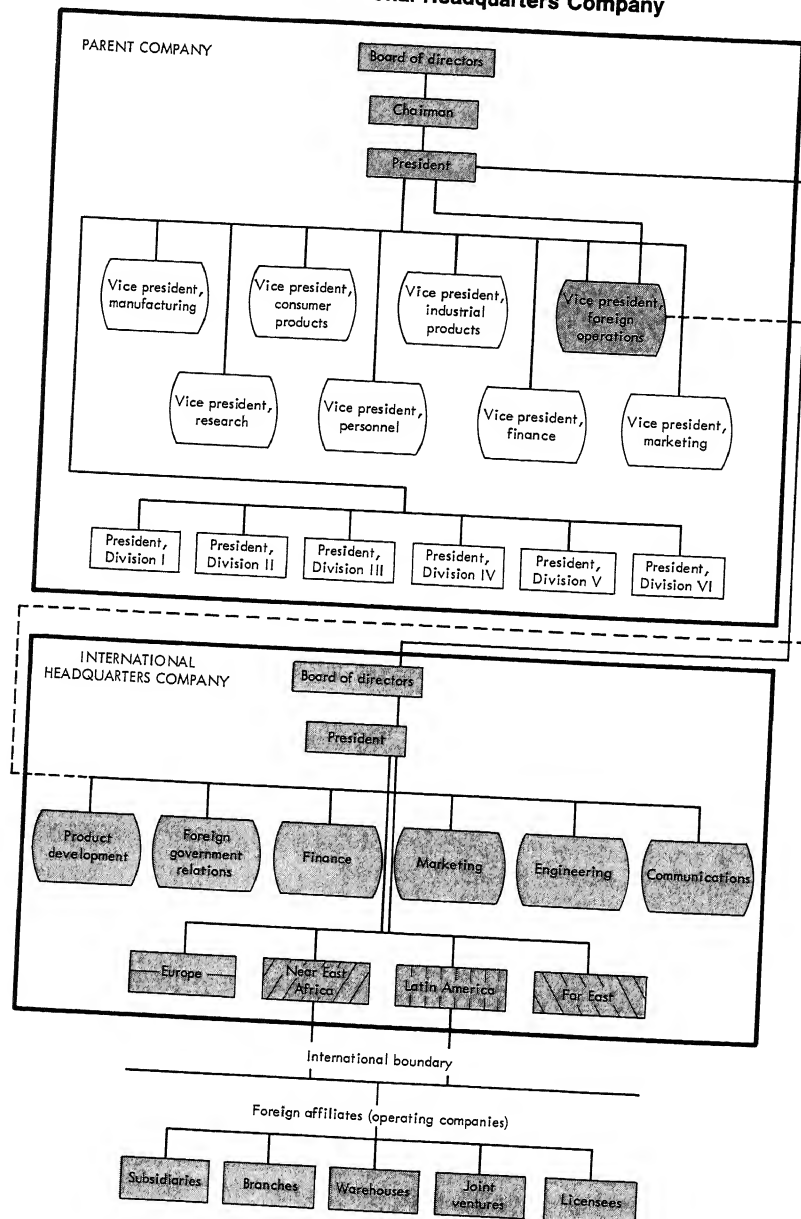 Headquarters Company
PARENT COMPANY
Board of directors
Chairman
President
Vice president,
manufacturing
Vice president,
consumer
products
Vice president,
industrial
products
Vice president,
foreign
operations
Vice president,
research
Vice president,
personnel
Vice president,
finance
Vice president,
marketing
President,
Division I
President,
Division II
President,
Division III
President,
Division IV
President,
Division V
President,
Division VI
INTERNATIONAL
HEADQUARTERS COMPANY
Board of directors
President
Product
development
Foreign
government
relations
Finance
Marketing
Engineering
Communications
Europe
Near East
Africa
Latin America
Far East
International boundary
Foreign affiliates (operating companies)
Subsidiaries
Branches
Warehouses
Joint
ventures
Licensees